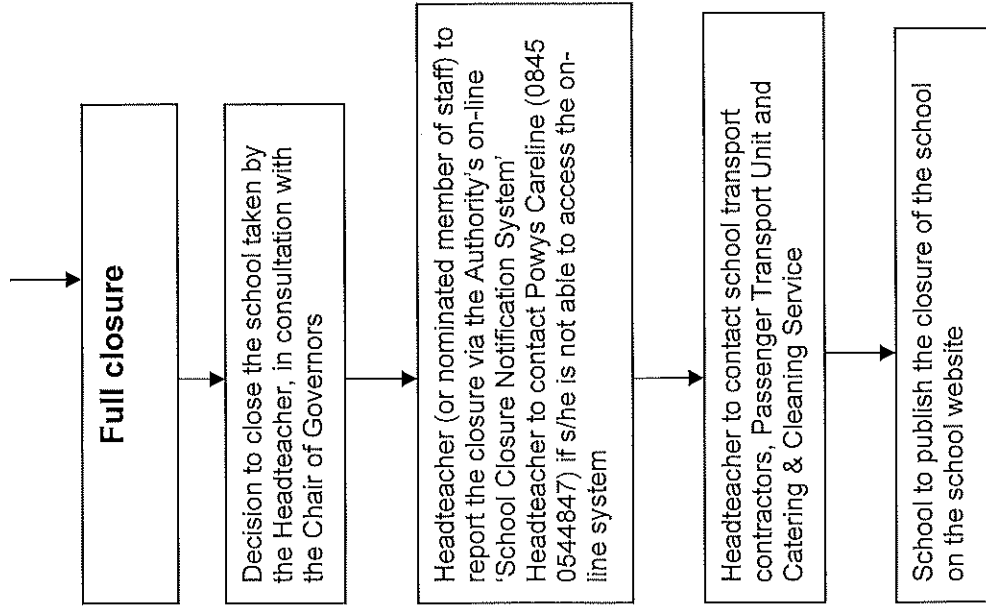 Full closure
Decision to close the school taken by
the Headteacher, in consultation with
the Chair of Governors
Headteacher (or nominated member of staff) to
report the closure via the Authority's on-line
'School Closure Notification System'
Headteacher to contact Powys Careline (0845
0544847) if s/he is not able to access the on-
line system
Headteacher to contact school transport
contractors, Passenger Transport Unit and
Catering & Cleaning Service
School to publish the closure of the school
on the school website